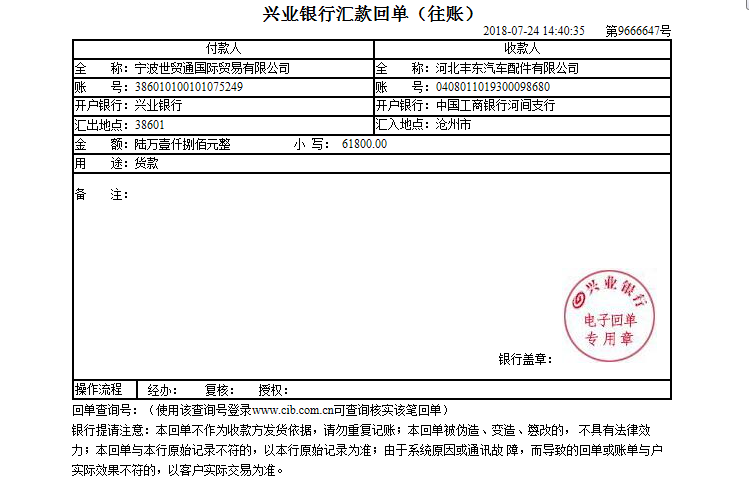 兴业银行汇款回单（往账）
2018-07-24 14:40:35 第9666647号
付款人 收款人
全 称：宁波世贸通国际贸易有限公司 全 称：河北丰东汽车配件有限公司
账 号：386010100101075249 账 号：0408011019300098680
开户银行：兴业银行 开户银行：中国工商银行河间支行
汇出地点：38601 汇入地点：沧州市
金 额：陆万壹仟捌佰元整 小 写： 61800.00
用 途：货款
备 注：
兴业银行
电子回单
专用章
银行盖章：
操作流程 经办： 复核： 授权：
回单查询号：（使用该查询号登录www.cib.com.cn可查询核实该笔回单）
银行提请注意：本回单不作为收款方发货依据，请勿重复记账；本回单被伪造、变造、篡改的， 不具有法律效
力；本回单与本行原始记录不符的，以本行原始记录为准；由于系统原因或通讯故 障，而导致的回单或账单与户
实际效果不符的，以客户实际交易为准。